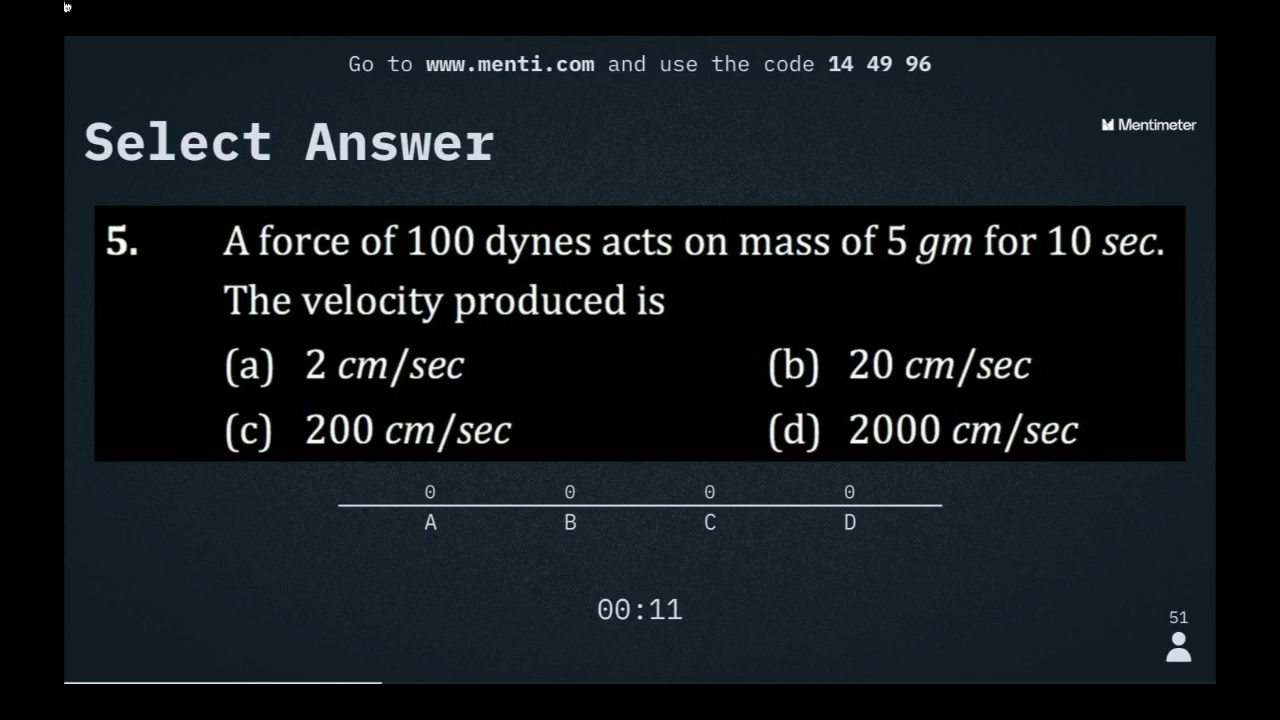 Go to www.menti.com and use the code 14 49 96
Select Answer
Mentimeter
5. A force of 100 dynes acts on mass of 5 gm for 10 sec.
The velocity produced is
(a) 2 cm/sec (b) 20 cm/sec
(c) 200 cm/sec (d) 2000 cm/sec
0 0 0 0
A B C D
00:11
51